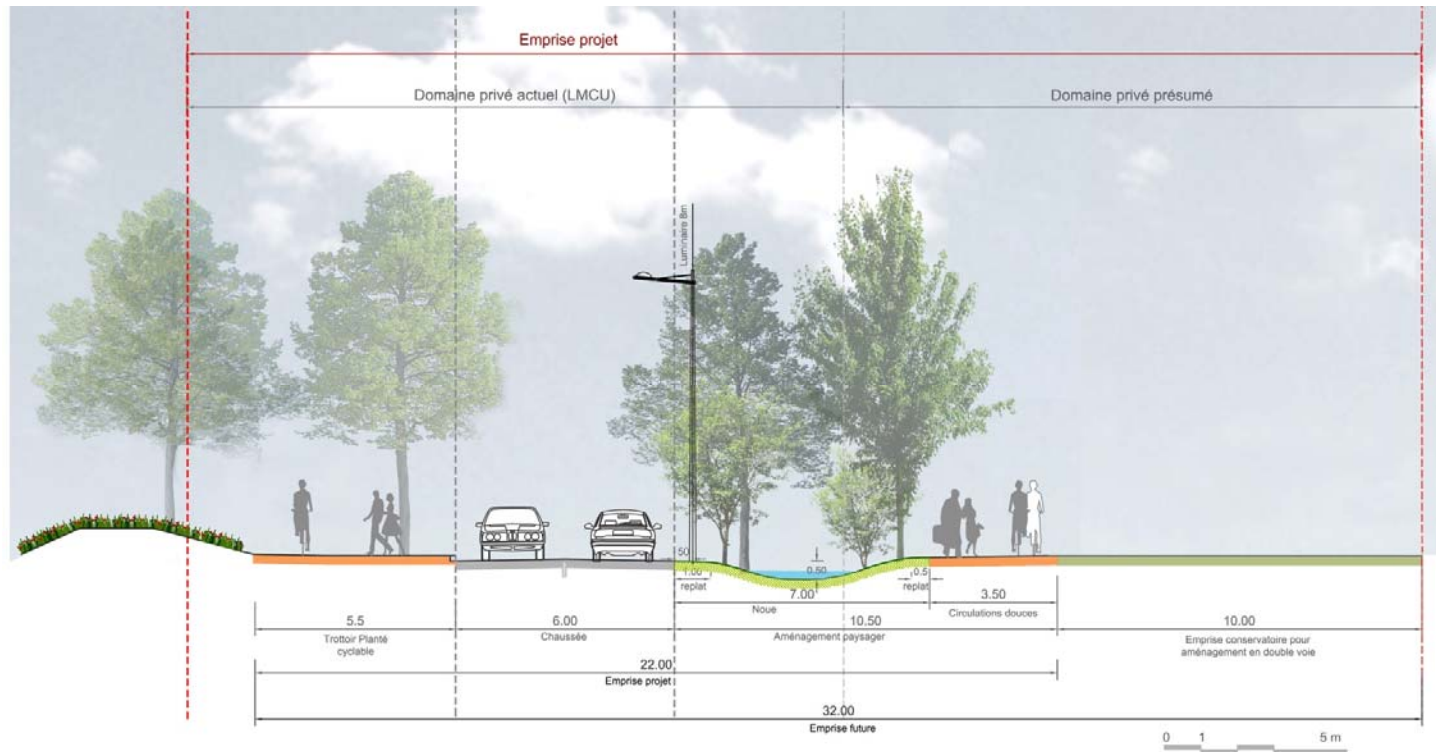 Emprise projet
Domaine privé actuel (LMCU)
Domaine privé présumé
Luminaire 8m
50
1.00
replat
0.50
0.5
replat
7.00
Noue
3.50
Circulations douces
5.5
Trottoir Planté
cyclable
6.00
Chaussée
10.50
Aménagement paysager
10.00
Emprise conservatoire pour
aménagement en double voie
22.00
Emprise projet
32.00
Emprise future
0 1 5 m